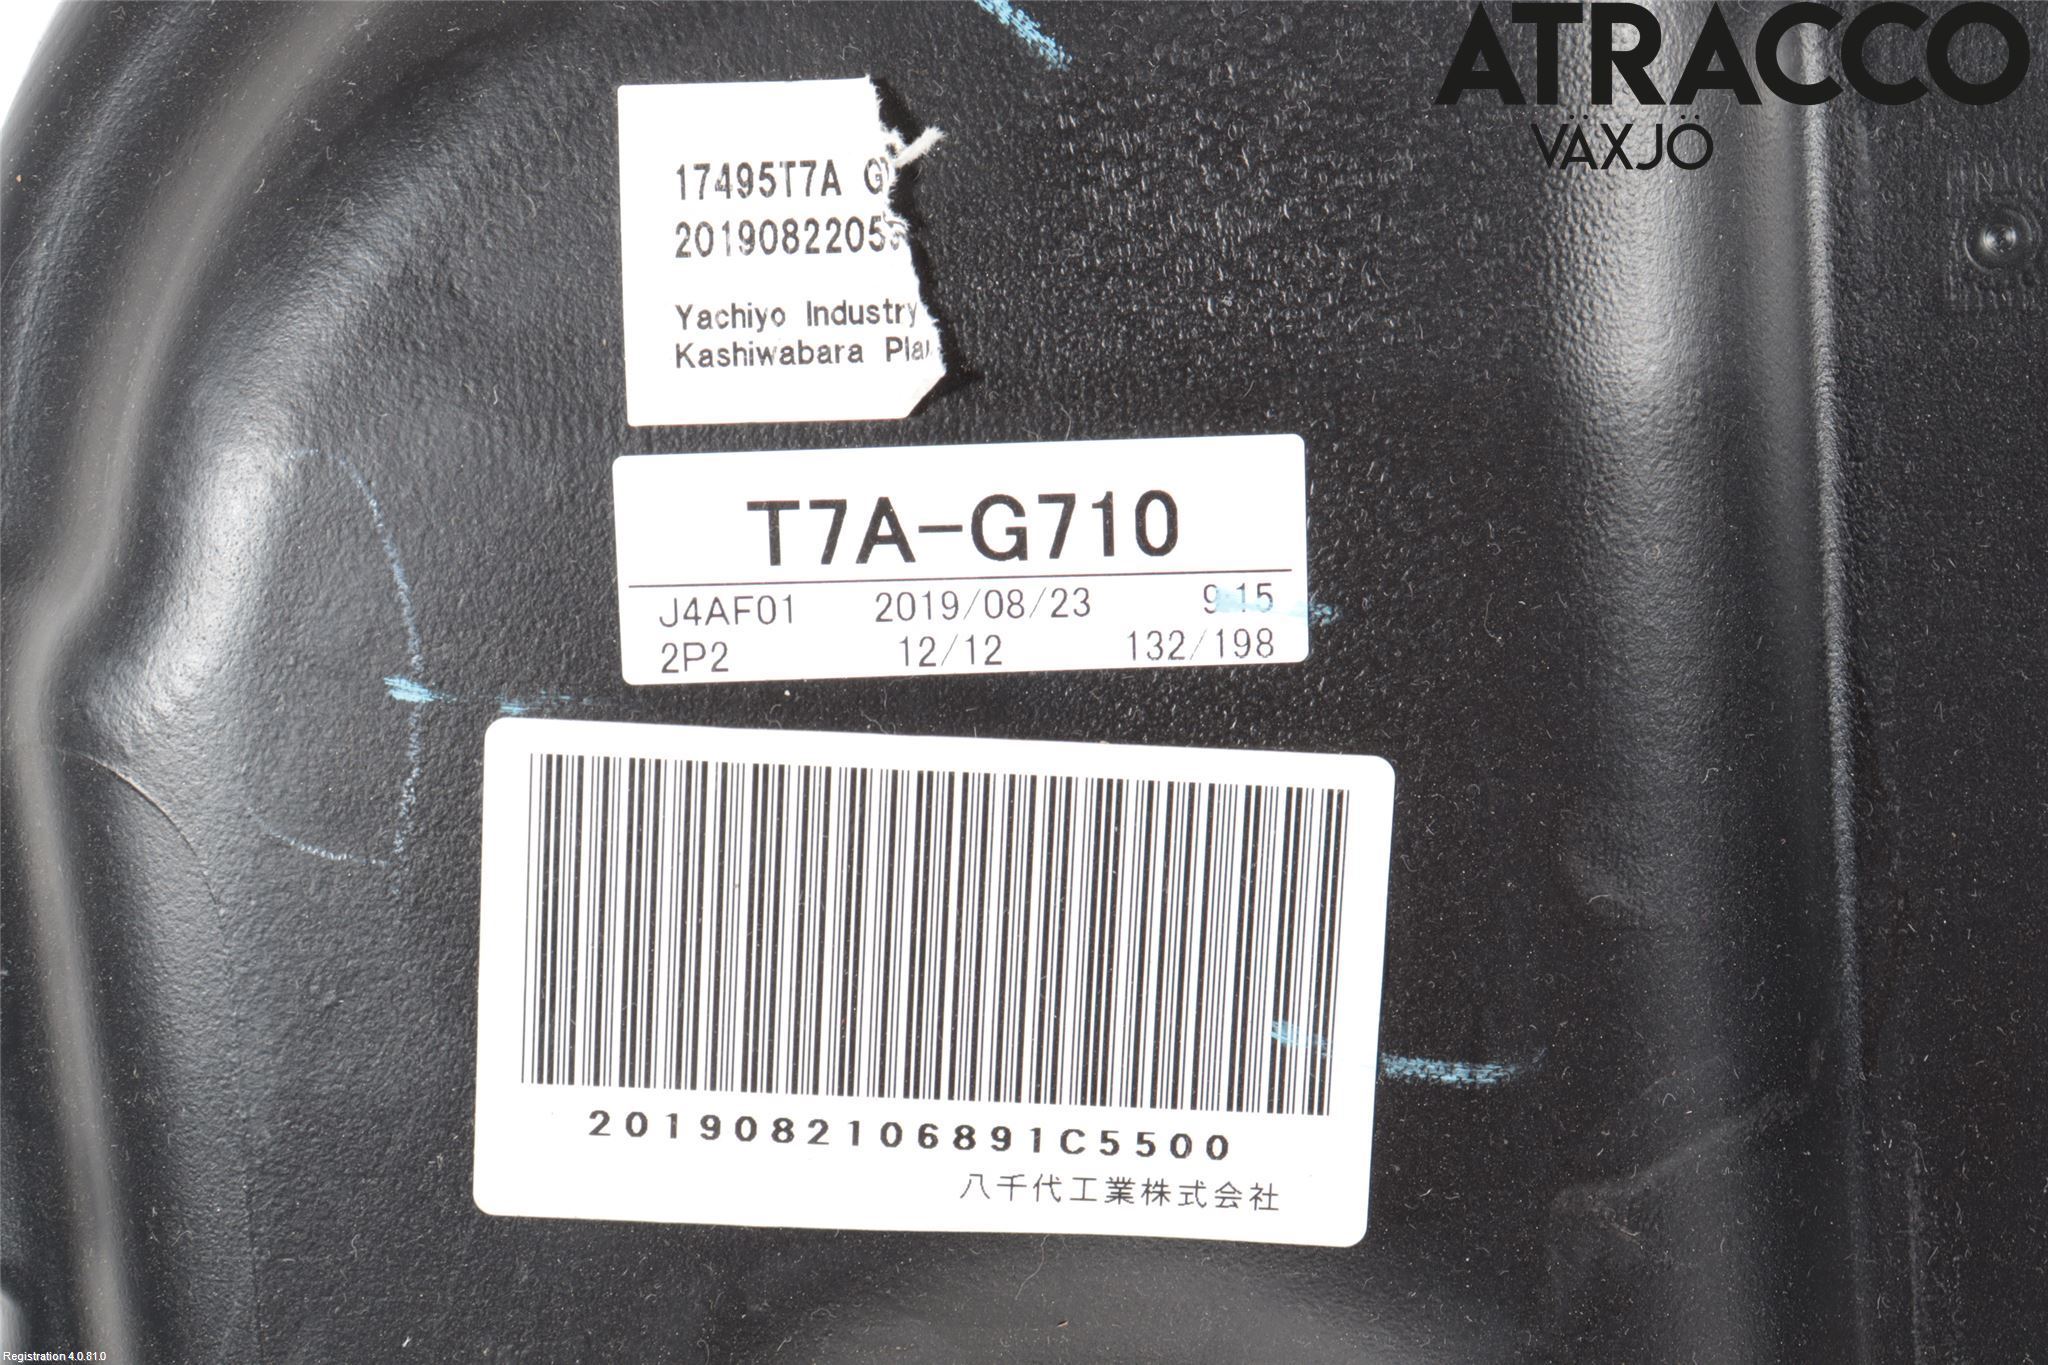 ATRACCO
VÄXJÖ
17495T7A
2019082205
Yachiyo Industry
Kashiwabara
T7A-G710
J4AF01 2019/08/23 9:15
2P2 12/12 132/198
2019082106891C5500
八千代工業株式会社
Registration 4.0.81.0